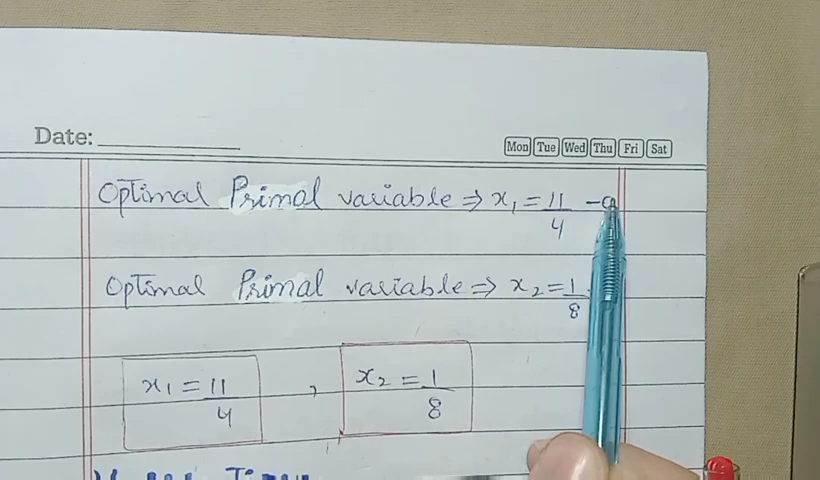 Date:
Mon Tue Wed Thu Fri Sat
Optimal Primal variable ⇒ x₁ = 11/4 - 0
Optimal Primal variable ⇒ x₂ = 1/8
x₁ = 11/4 , x₂ = 1/8